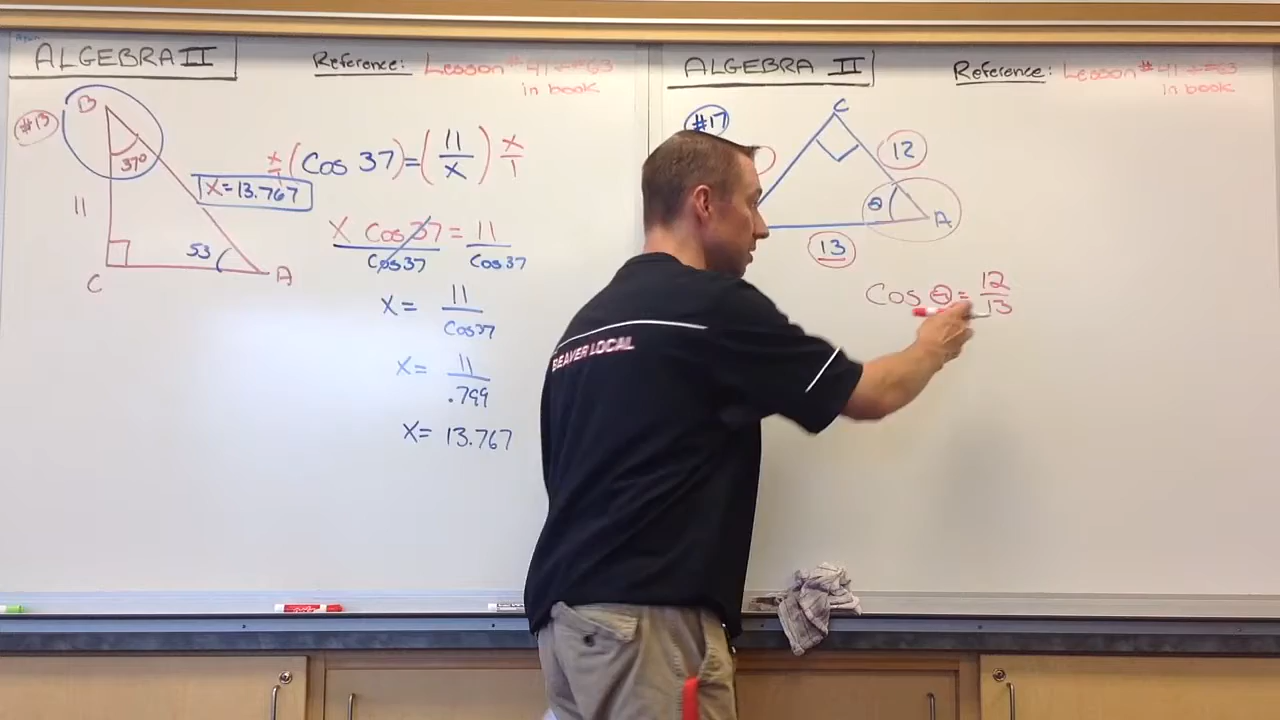 ALGEBRA II
Reference: Lesson #41 #63
in book
#13
B
37°
11
53
C
A
X = 13.767
x/1 (Cos 37) = (11/x) x/1
X Cos 37 = 11
Cos 37 Cos 37
X = 11/Cos 37
X = 11/.799
X = 13.767
ALGEBRA II
Reference: Lesson #41 #63
in book
#17
C
12
θ
A
13
Cos θ = 12/13
BEAVER LOCAL